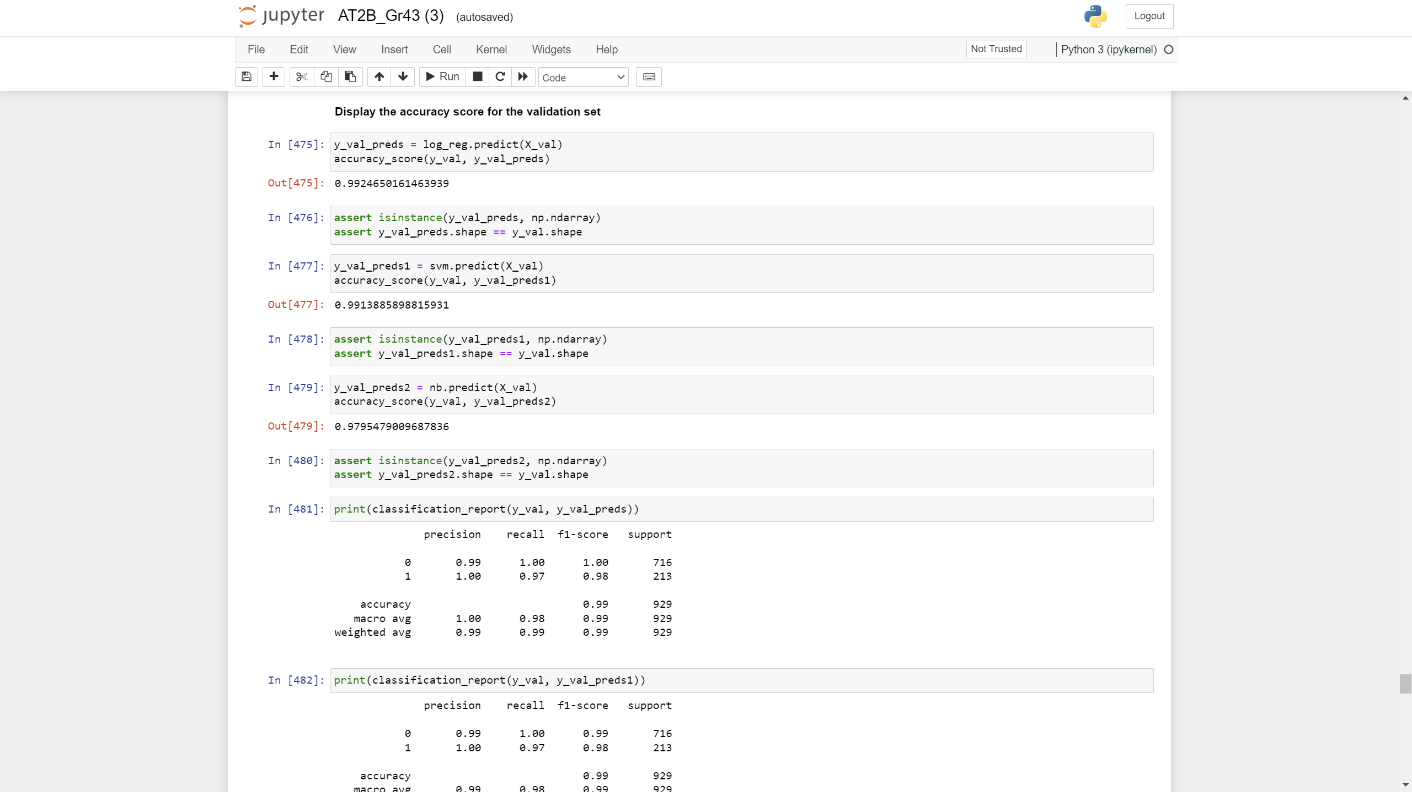 jupyter AT2B_Gr43 (3) (autosaved)
Logout
File Edit View Insert Cell Kernel Widgets Help
Not Trusted
Python 3 (ipykernel)
Run
Code
Display the accuracy score for the validation set
In [475]: y_val_preds = log_reg.predict(X_val)
accuracy_score(y_val, y_val_preds)
Out[475]: 0.9924650161463939
In [476]: assert isinstance(y_val_preds, np.ndarray)
assert y_val_preds.shape == y_val.shape
In [477]: y_val_preds1 = svm.predict(X_val)
accuracy_score(y_val, y_val_preds1)
Out[477]: 0.9913885898815931
In [478]: assert isinstance(y_val_preds1, np.ndarray)
assert y_val_preds1.shape == y_val.shape
In [479]: y_val_preds2 = nb.predict(X_val)
accuracy_score(y_val, y_val_preds2)
Out[479]: 0.9795479009687836
In [480]: assert isinstance(y_val_preds2, np.ndarray)
assert y_val_preds2.shape == y_val.shape
In [481]: print(classification_report(y_val, y_val_preds))
precision recall f1-score support
0 0.99 1.00 1.00 716
1 1.00 0.97 0.98 213
accuracy 0.99 929
macro avg 1.00 0.98 0.99 929
weighted avg 0.99 0.99 0.99 929
In [482]: print(classification_report(y_val, y_val_preds1))
precision recall f1-score support
0 0.99 1.00 0.99 716
1 1.00 0.97 0.98 213
accuracy 0.99 929
macro avg 0.99 0.98 0.99 929